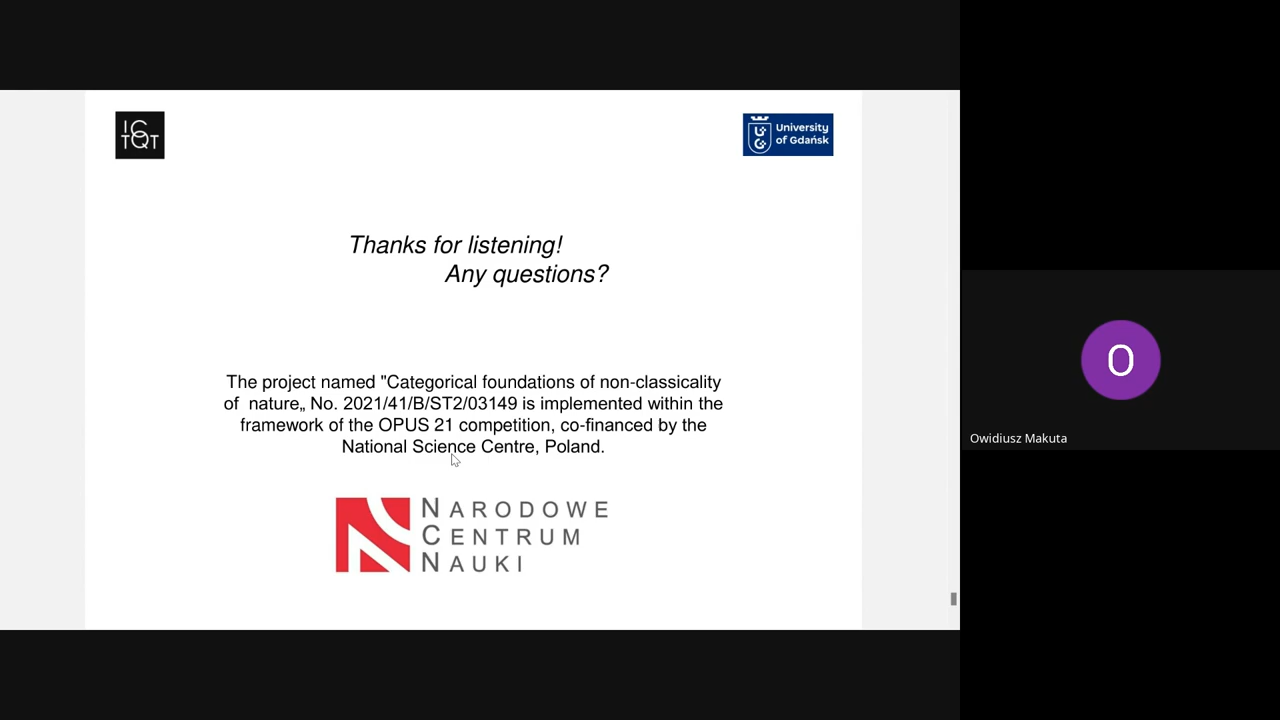 IC
TQT
University
of Gdańsk
Thanks for listening!
Any questions?
The project named "Categorical foundations of non-classicality
of nature„ No. 2021/41/B/ST2/03149 is implemented within the
framework of the OPUS 21 competition, co-financed by the
National Science Centre, Poland.
NARODOWE
CENTRUM
NAUKI
O
Owidiusz Makuta